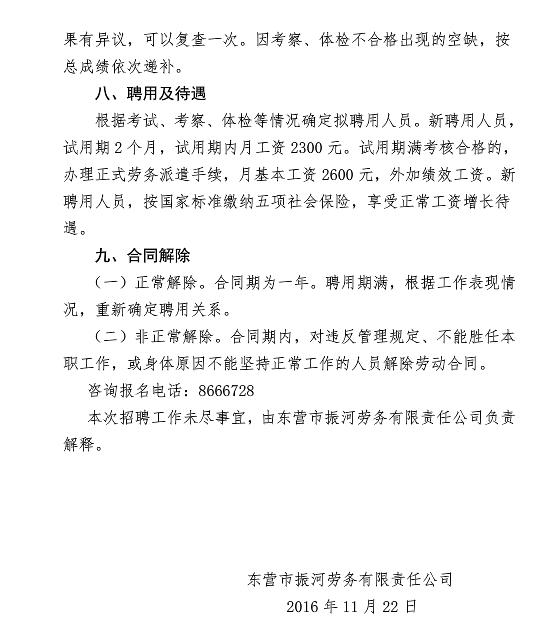 果有异议，可以复查一次。因考察、体检不合格出现的空缺，按
总成绩依次递补。
八、聘用及待遇
根据考试、考察、体检等情况确定拟聘用人员。新聘用人员，
试用期2个月，试用期内月工资2300元。试用期满考核合格的，
办理正式劳务派遣手续，月基本工资2600元，外加绩效工资。新
聘用人员，按国家标准缴纳五项社会保险，享受正常工资增长待
遇。
九、合同解除
（一）正常解除。合同期为一年。聘用期满，根据工作表现情
况，重新确定聘用关系。
（二）非正常解除。合同期内，对违反管理规定、不能胜任本
职工作，或身体原因不能坚持正常工作的人员解除劳动合同。
咨询报名电话：8666728
本次招聘工作未尽事宜，由东营市振河劳务有限责任公司负责
解释。
东营市振河劳务有限责任公司
2016年11月22日